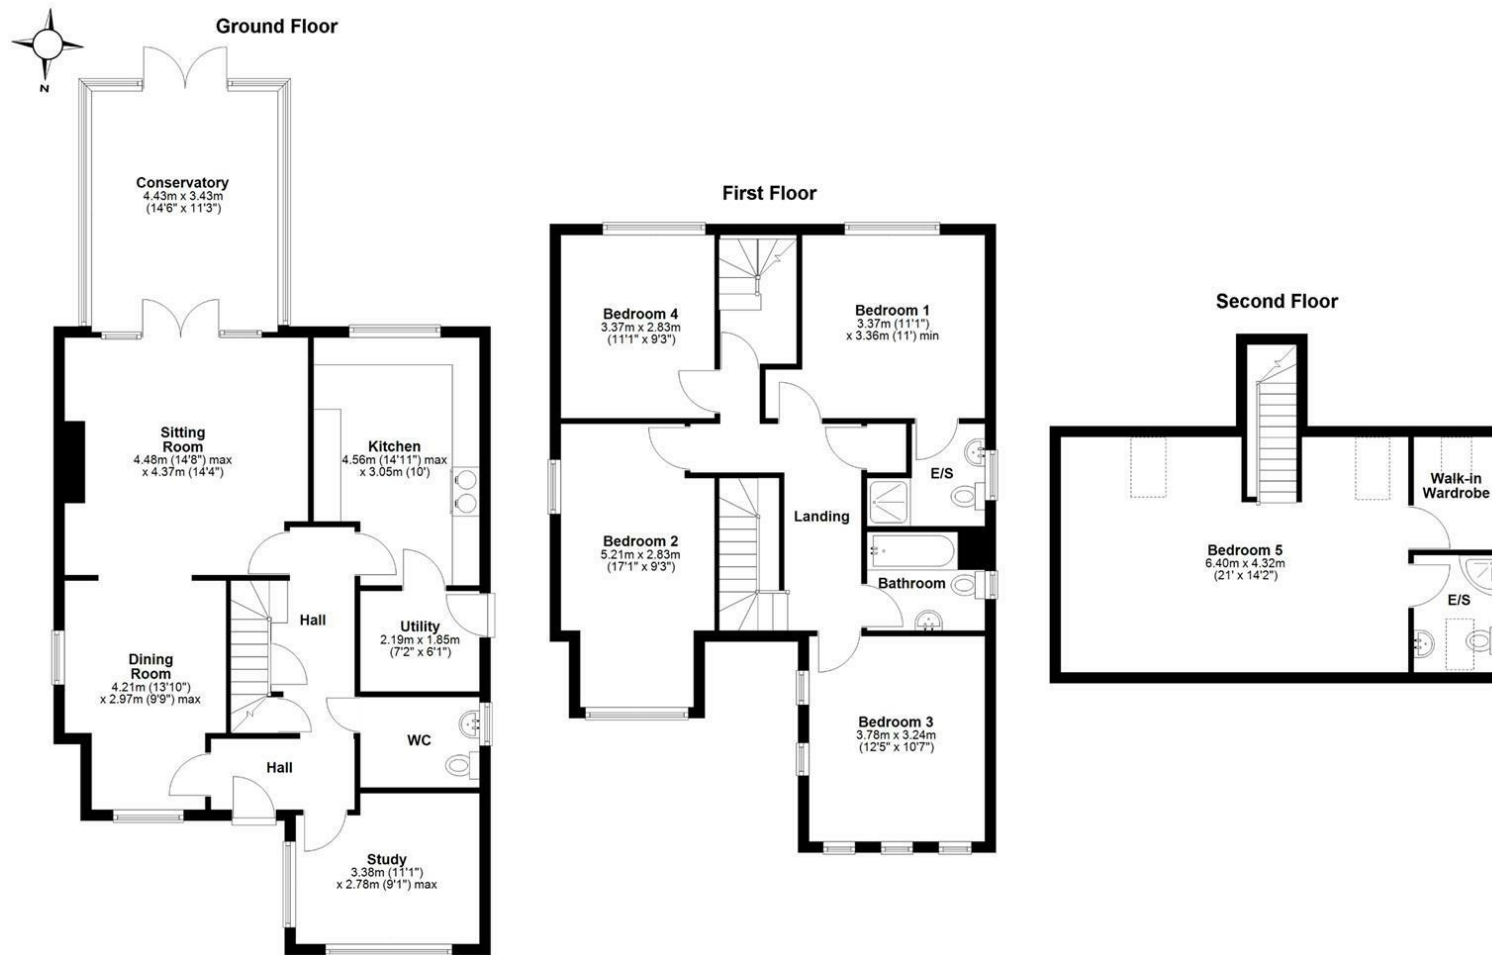 Ground Floor
N
Conservatory
4.43m x 3.43m
(14'6" x 11'3")
Sitting
Room
4.48m (14'8") max
x 4.37m (14'4")
Kitchen
4.56m (14'11") max
x 3.05m (10')
Hall
Utility
2.19m x 1.85m
(7'2" x 6'1")
Dining
Room
4.21m (13'10")
x 2.97m (9'9") max
WC
Hall
Study
3.38m (11'1")
x 2.78m (9'1") max
First Floor
Bedroom 4
3.37m x 2.83m
(11'1" x 9'3")
Bedroom 1
3.37m (11'1")
x 3.36m (11') min
E/S
Landing
Bedroom 2
5.21m x 2.83m
(17'1" x 9'3")
Bathroom
Bedroom 3
3.78m x 3.24m
(12'5" x 10'7")
Second Floor
Walk-in
Wardrobe
Bedroom 5
6.40m x 4.32m
(21' x 14'2")
E/S